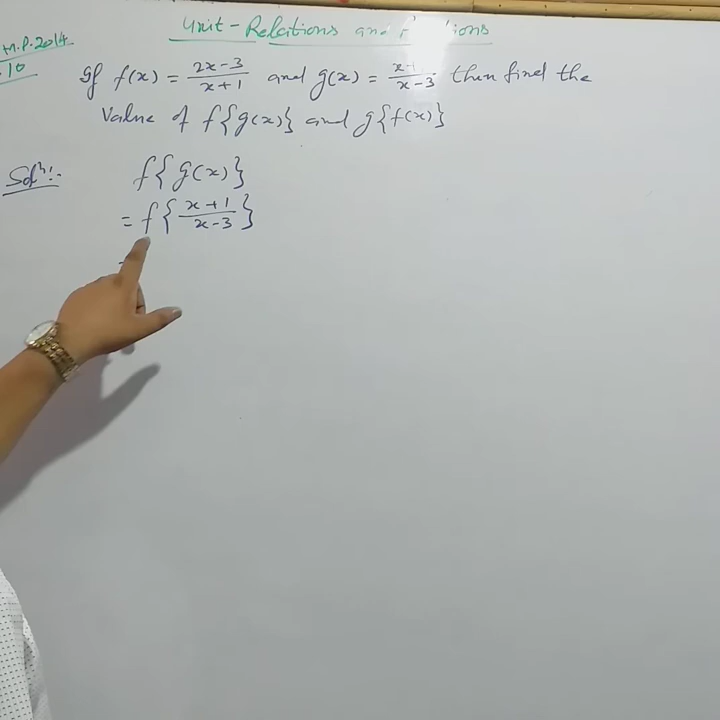 Unit - Relations and
M.P. 2014
.10
If f(x) = 2x-3/x+1 and g(x) = x-3 then find the
value of f{g(x)} and g{f(x)}
Solⁿ:-
f{g(x)}
= f{x+1/x-3}